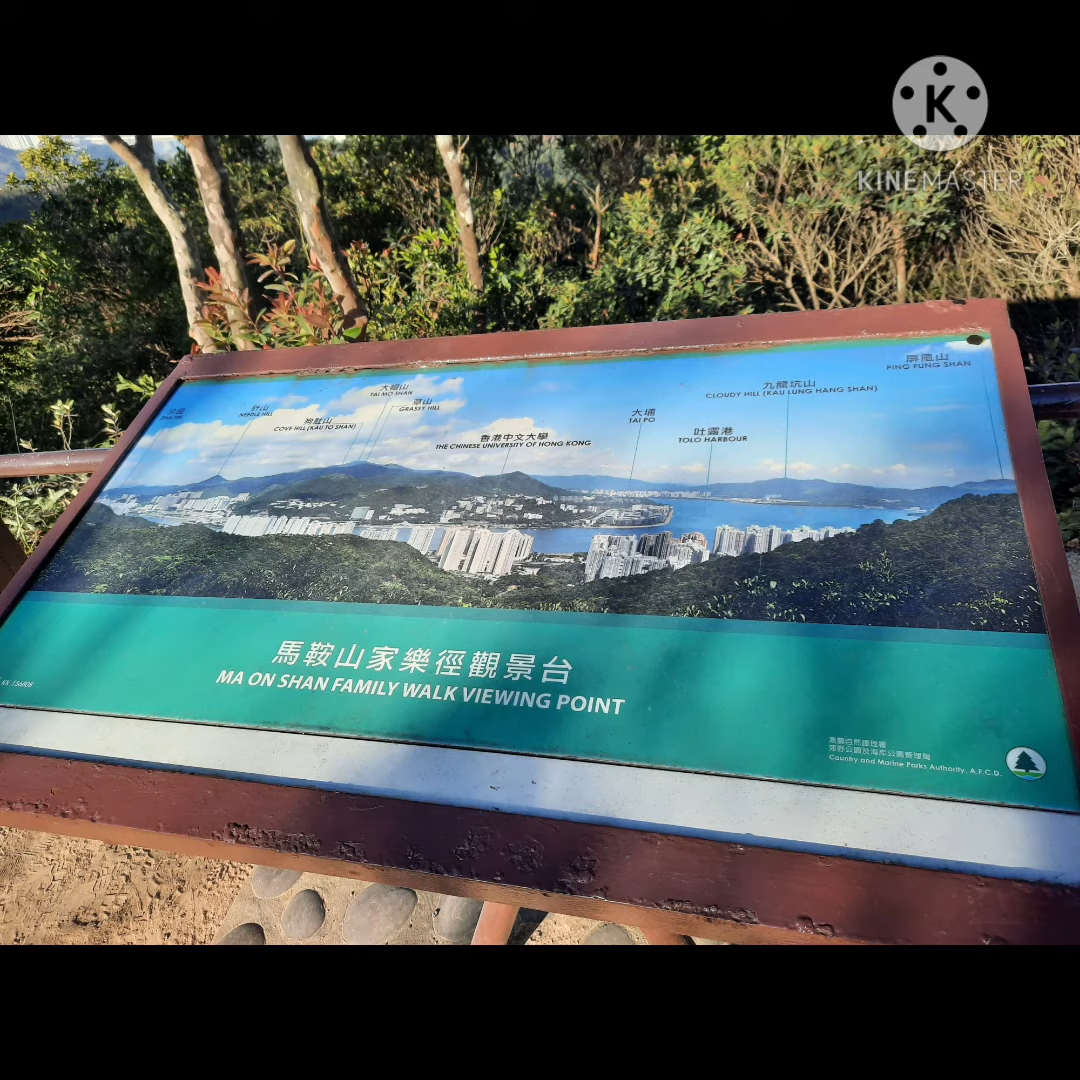 KINEMASTER
屏風山
PING FUNG SHAN
大帽山
TAI MO SHAN
九龍坑山
CLOUDY HILL (KAU LUNG HANG SHAN)
草山
GRASSY HILL
針山
NEEDLE HILL
大埔
TAI PO
COVE HILL (KAU TO SHAN)
吐露港
TOLO HARBOUR
香港中文大學
THE CHINESE UNIVERSITY OF HONG KONG
馬鞍山家樂徑觀景台
MA ON SHAN FAMILY WALK VIEWING POINT
漁農自然護理署
郊野公園及海岸公園管理局
Country and Marine Parks Authority, A.F.C.D.